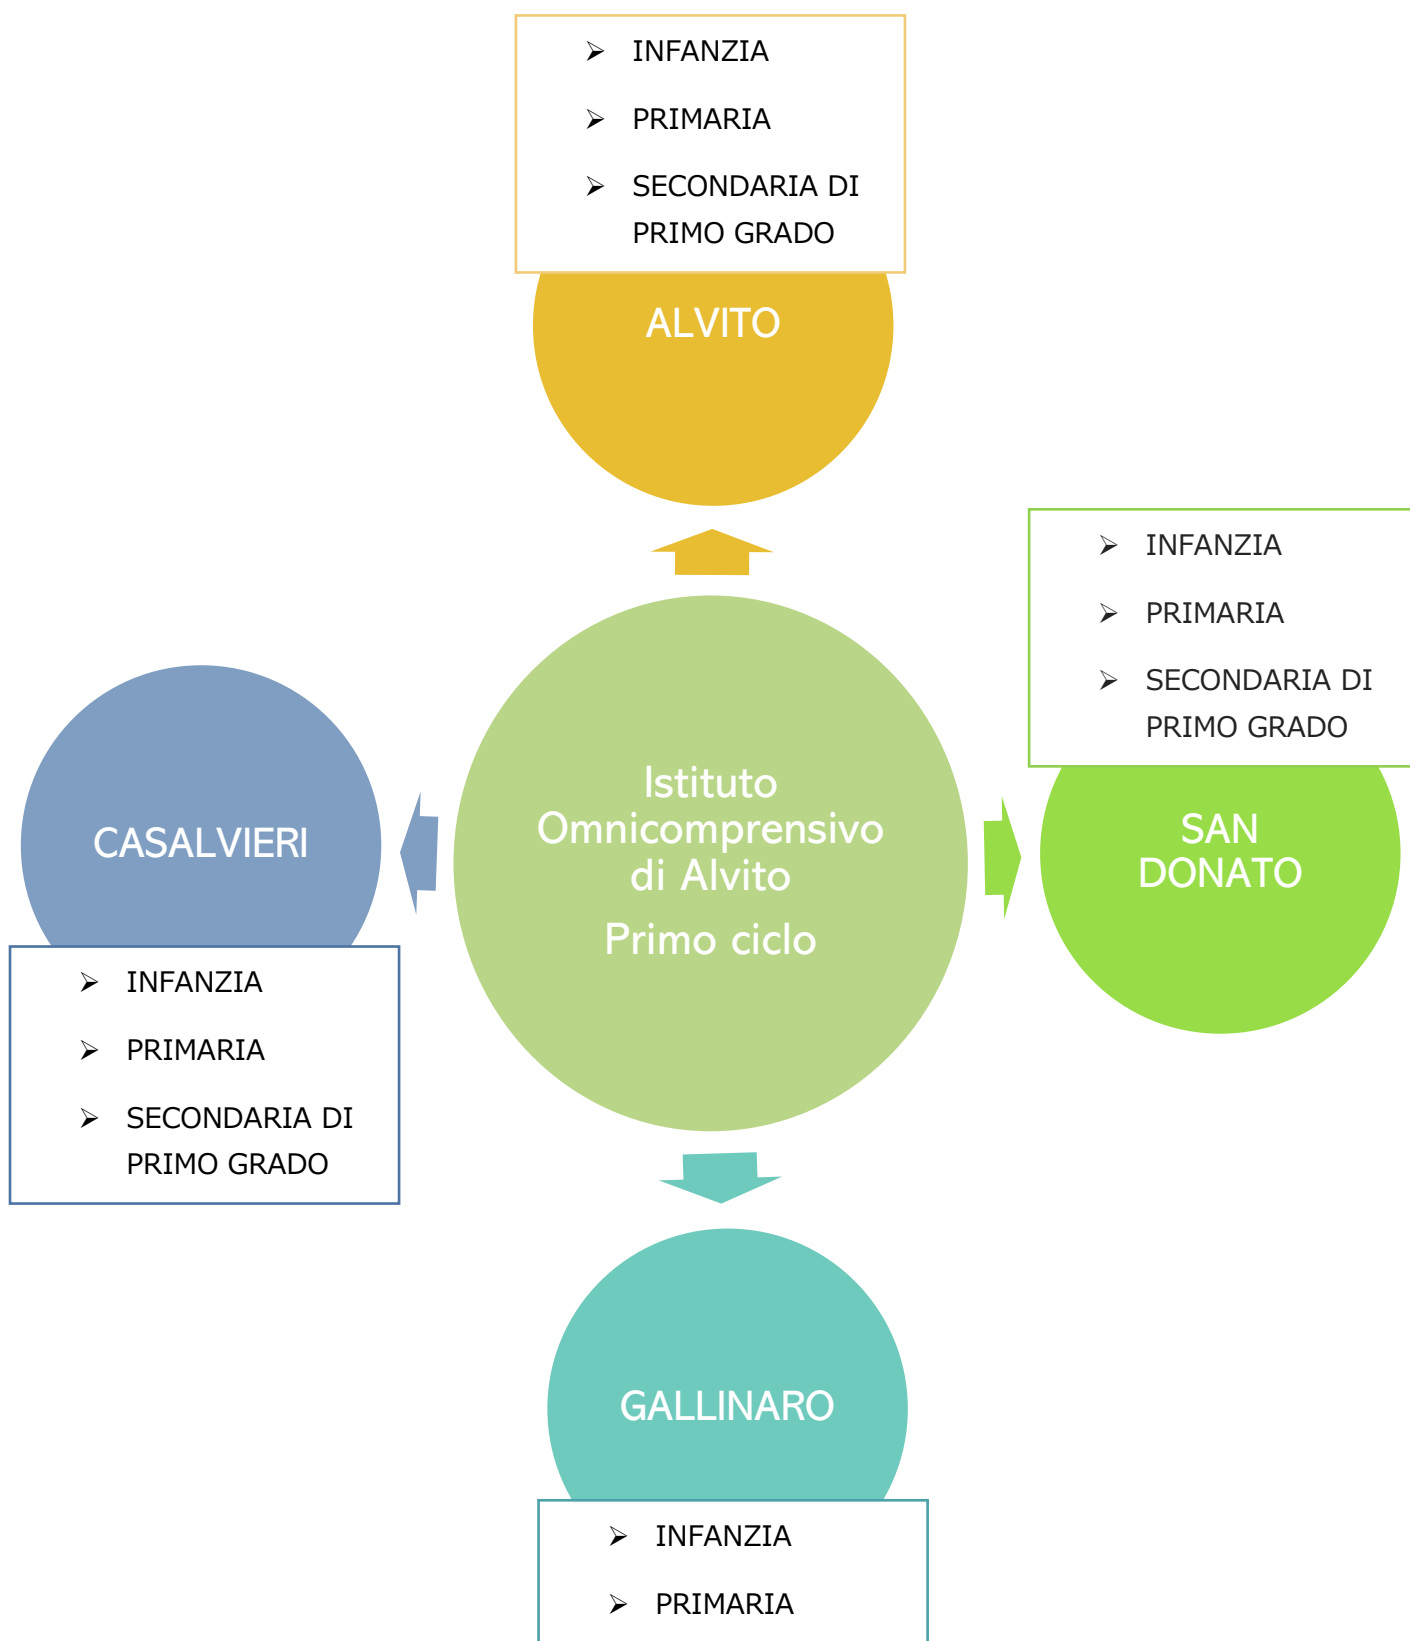 ➢ INFANZIA
➢ PRIMARIA
➢ SECONDARIA DI
PRIMO GRADO
ALVITO
➢ INFANZIA
➢ PRIMARIA
➢ SECONDARIA DI
PRIMO GRADO
SAN
DONATO
Istituto
Omnicomprensivo
di Alvito
Primo ciclo
CASALVIERI
➢ INFANZIA
➢ PRIMARIA
➢ SECONDARIA DI
PRIMO GRADO
GALLINARO
➢ INFANZIA
➢ PRIMARIA